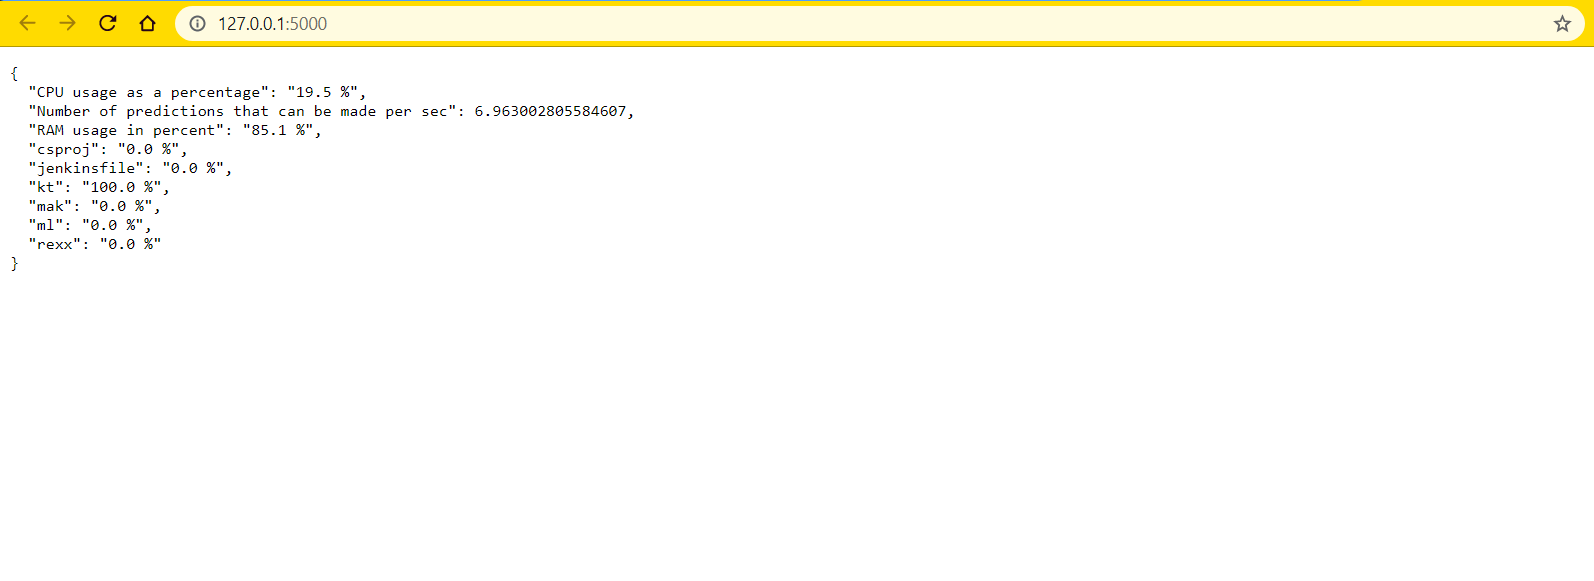 127.0.0.1:5000
{
"CPU usage as a percentage": "19.5 %",
"Number of predictions that can be made per sec": 6.963002805584607,
"RAM usage in percent": "85.1 %",
"csproj": "0.0 %",
"jenkinsfile": "0.0 %",
"kt": "100.0 %",
"mak": "0.0 %",
"ml": "0.0 %",
"rexx": "0.0 %"
}